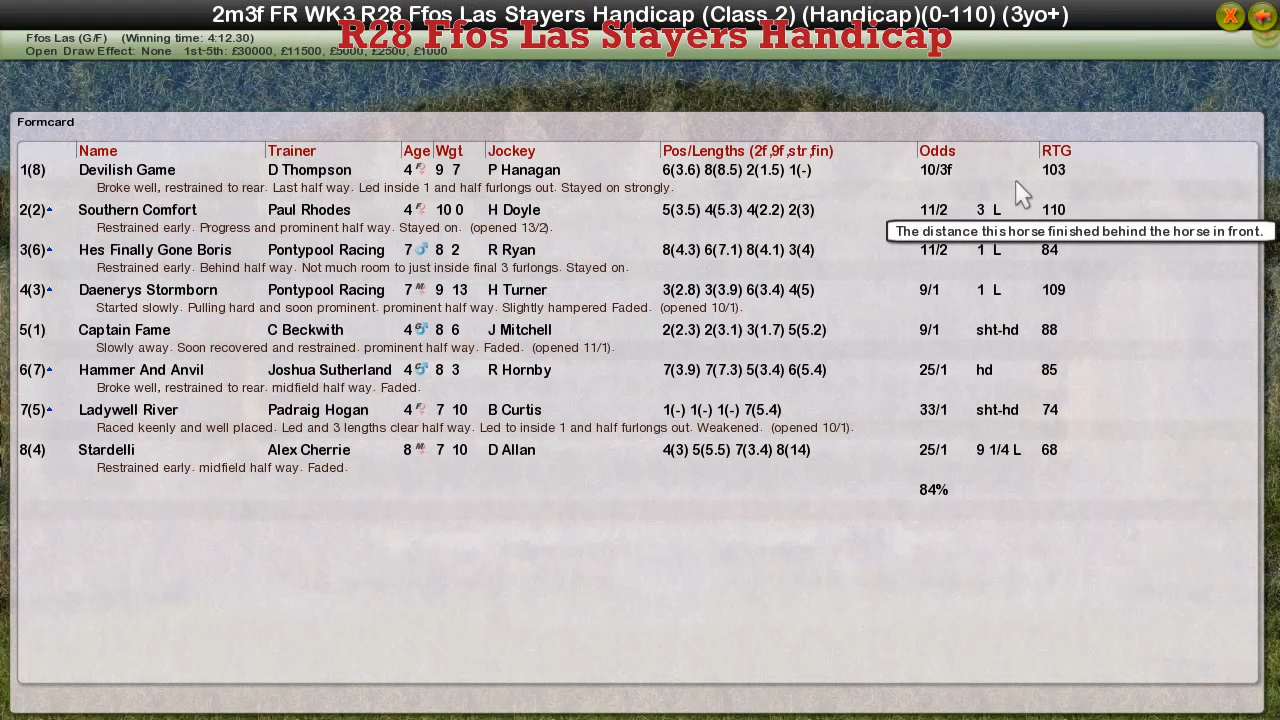 2m3f FR WK3 R28 Ffos Las Stayers Handicap (Class 2) (Handicap)(0-110) (3yo+)
R28 Ffos Las Stayers Handicap
Ffos Las (G/F) (Winning time: 4:12.30)
Open Draw Effect: None 1st-5th: £30000, £11500, £5000, £2500, £1000
Formcard
Name Trainer Age Wgt Jockey Pos/Lengths (2f,9f,str,fin) Odds RTG
1(8) Devilish Game D Thompson 4 F 9 7 P Hanagan 6(3.6) 8(8.5) 2(1.5) 1(-) 10/3f 103
Broke well, restrained to rear. Last half way. Led inside 1 and half furlongs out. Stayed on strongly.
2(2) Southern Comfort Paul Rhodes 4 F 10 0 H Doyle 5(3.5) 4(5.3) 4(2.2) 2(3) 11/2 3 L 110
Restrained early. Progress and prominent half way. Stayed on. (opened 13/2).
The distance this horse finished behind the horse in front.
3(6) Hes Finally Gone Boris Pontypool Racing 7 8 2 R Ryan 8(4.3) 6(7.1) 8(4.1) 3(4) 11/2 1 L 84
Restrained early. Behind half way. Not much room to just inside final 3 furlongs. Stayed on.
4(3) Daenerys Stormborn Pontypool Racing 7 M 9 13 H Turner 3(2.8) 3(3.9) 6(3.4) 4(5) 9/1 1 L 109
Started slowly. Pulling hard and soon prominent. prominent half way. Slightly hampered Faded. (opened 10/1).
5(1) Captain Fame C Beckwith 4 G 8 6 J Mitchell 2(2.3) 2(3.1) 3(1.7) 5(5.2) 9/1 sht-hd 88
Slowly away. Soon recovered and restrained. prominent half way. Faded. (opened 11/1).
6(7) Hammer And Anvil Joshua Sutherland 4 G 8 3 R Hornby 7(3.9) 7(7.3) 5(3.4) 6(5.4) 25/1 hd 85
Broke well, restrained to rear. midfield half way. Faded.
7(5) Ladywell River Padraig Hogan 4 F 7 10 B Curtis 1(-) 1(-) 1(-) 7(5.4) 33/1 sht-hd 74
Raced keenly and well placed. Led and 3 lengths clear half way. Led to inside 1 and half furlongs out. Weakened. (opened 10/1).
8(4) Stardelli Alex Cherrie 8 M 7 10 D Allan 4(3) 5(5.5) 7(3.4) 8(14) 25/1 9 1/4 L 68
Restrained early. midfield half way. Faded.
84%